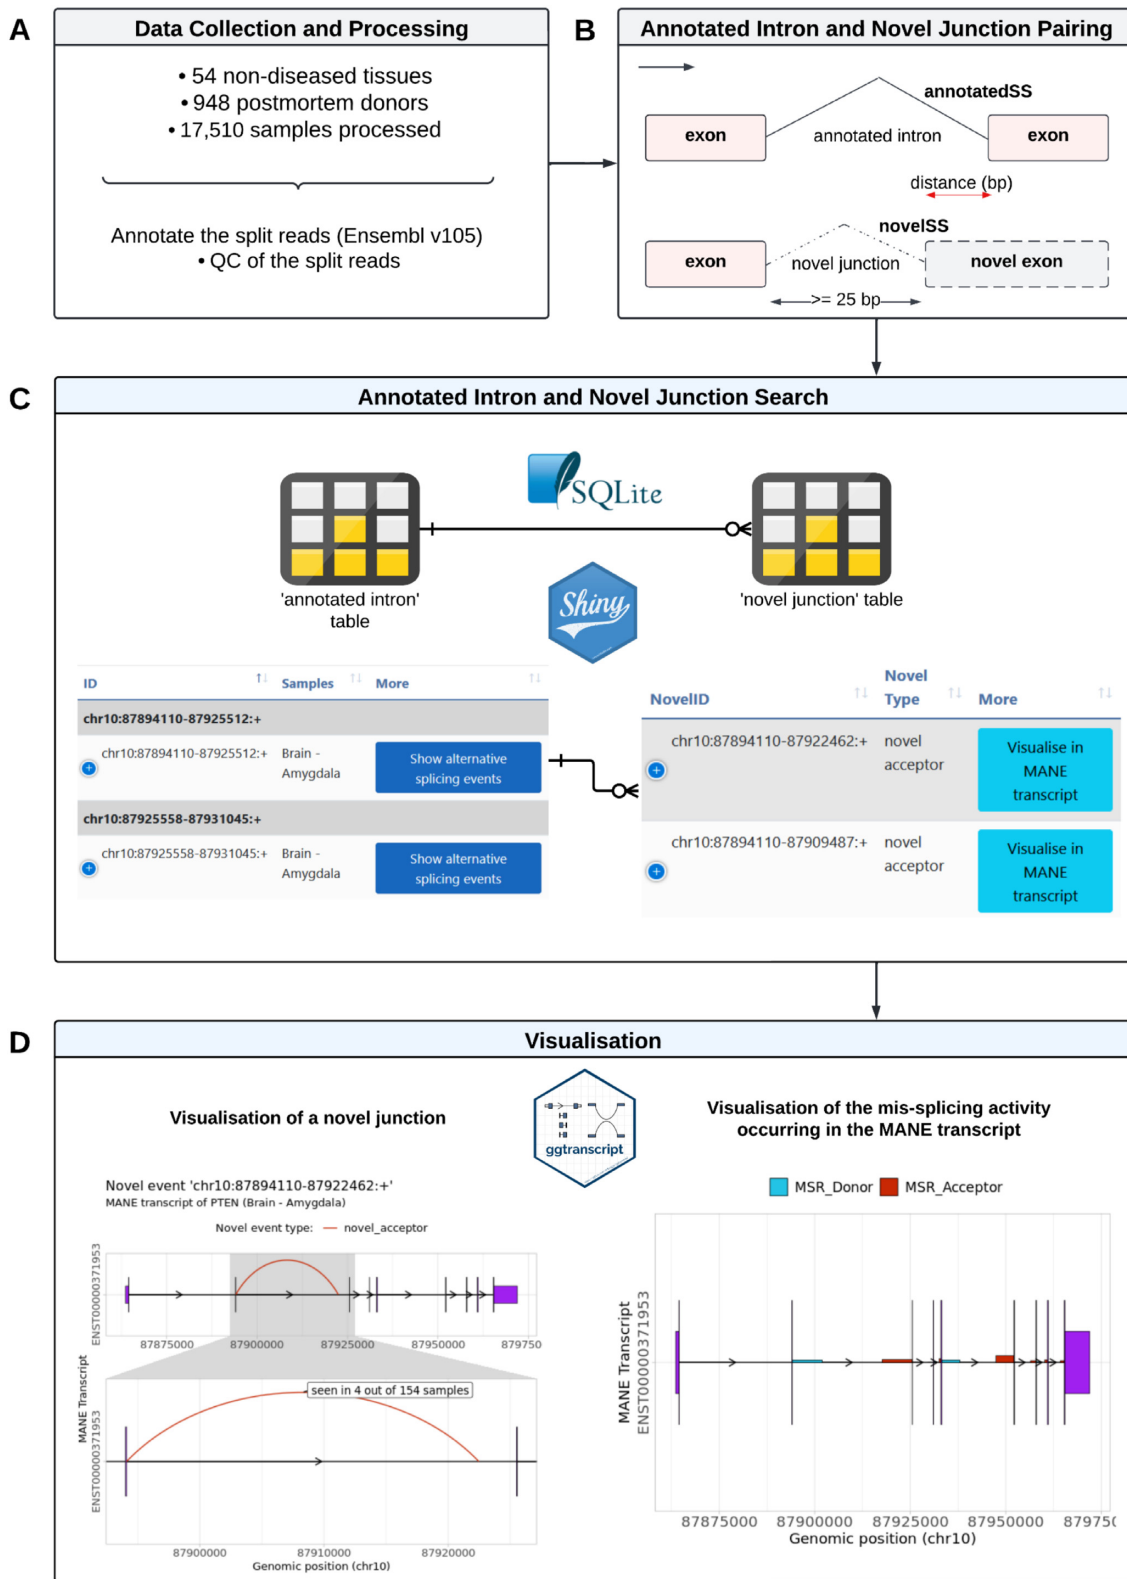 A
Data Collection and Processing
• 54 non-diseased tissues
• 948 postmortem donors
• 17,510 samples processed
Annotate the split reads (Ensembl v105)
• QC of the split reads
B
Annotated Intron and Novel Junction Pairing
annotatedSS
exon
annotated intron
exon
distance (bp)
novelSS
exon
novel junction
novel exon
>= 25 bp
C
Annotated Intron and Novel Junction Search
SQLite
'annotated intron'
table
'novel junction' table
Shiny
ID
Samples
More
chr10:87894110-87925512:+
chr10:87894110-87925512:+
Brain -
Amygdala
Show alternative
splicing events
chr10:87925558-87931045:+
chr10:87925558-87931045:+
Brain -
Amygdala
Show alternative
splicing events
NovelID
Novel
Type
More
chr10:87894110-87922462:+
novel
acceptor
Visualise in
MANE
transcript
chr10:87894110-87909487:+
novel
acceptor
Visualise in
MANE
transcript
D
Visualisation
Visualisation of a novel junction
ggtranscript
Visualisation of the mis-splicing activity
occurring in the MANE transcript
Novel event 'chr10:87894110-87922462:+'
MANE transcript of PTEN (Brain - Amygdala)
Novel event type:
novel_acceptor
ENST00000371953
87875000
87900000
87925000
87950000
8797500
MANE Transcript
ENST00000371953
seen in 4 out of 154 samples
87900000
87910000
87920000
Genomic position (chr10)
MSR_Donor
MSR_Acceptor
MANE Transcript
ENST00000371953
87875000
87900000
87925000
87950000
879750
Genomic position (chr10)